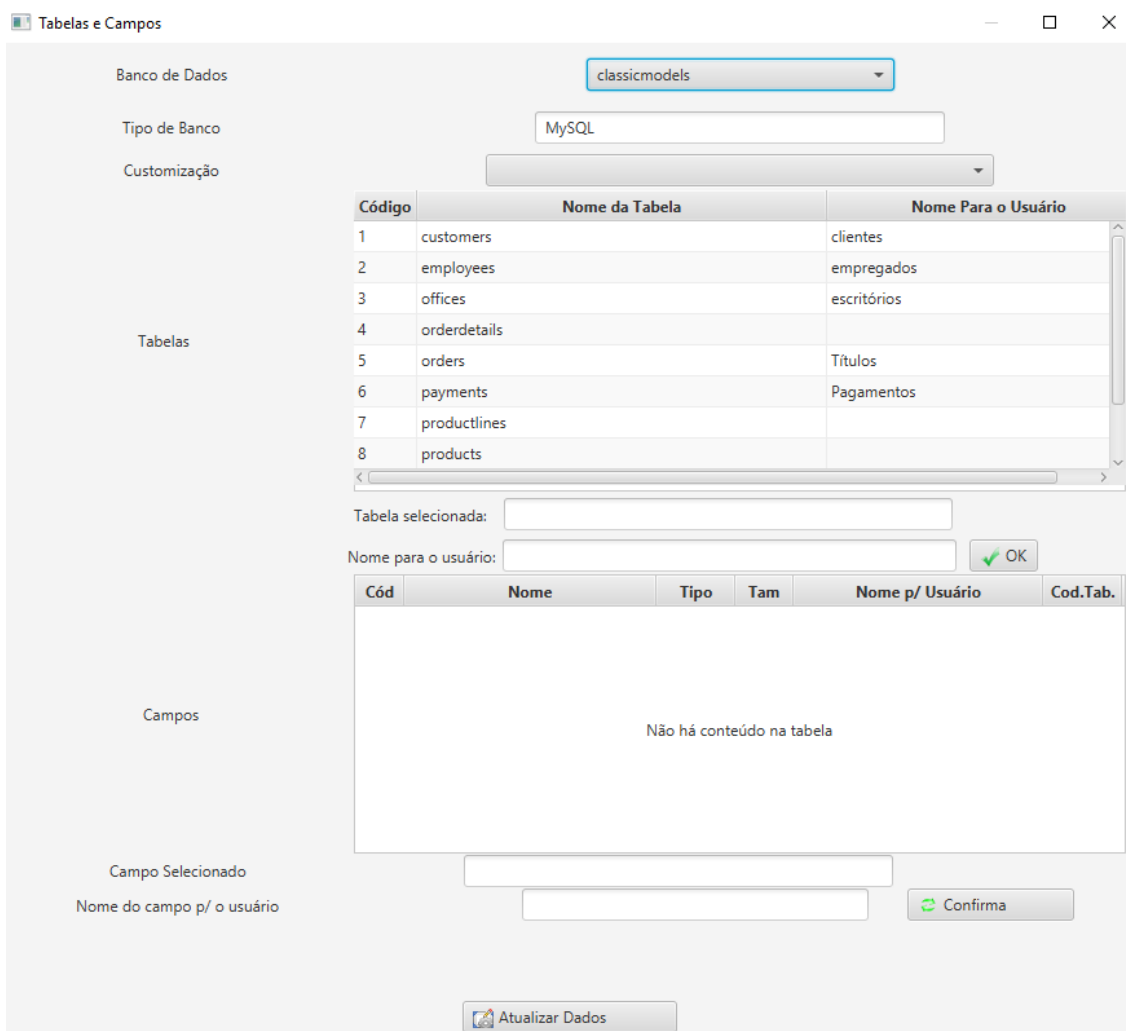 Tabelas e Campos
Banco de Dados classicmodels
Tipo de Banco MySQL
Customização
Código Nome da Tabela Nome Para o Usuário
1 customers clientes
2 employees empregados
3 offices escritórios
4 orderdetails
Tabelas
5 orders Títulos
6 payments Pagamentos
7 productlines
8 products
Tabela selecionada:
Nome para o usuário: OK
Cód Nome Tipo Tam Nome p/ Usuário Cod.Tab.
Campos
Não há conteúdo na tabela
Campo Selecionado
Nome do campo p/ o usuário Confirma
Atualizar Dados